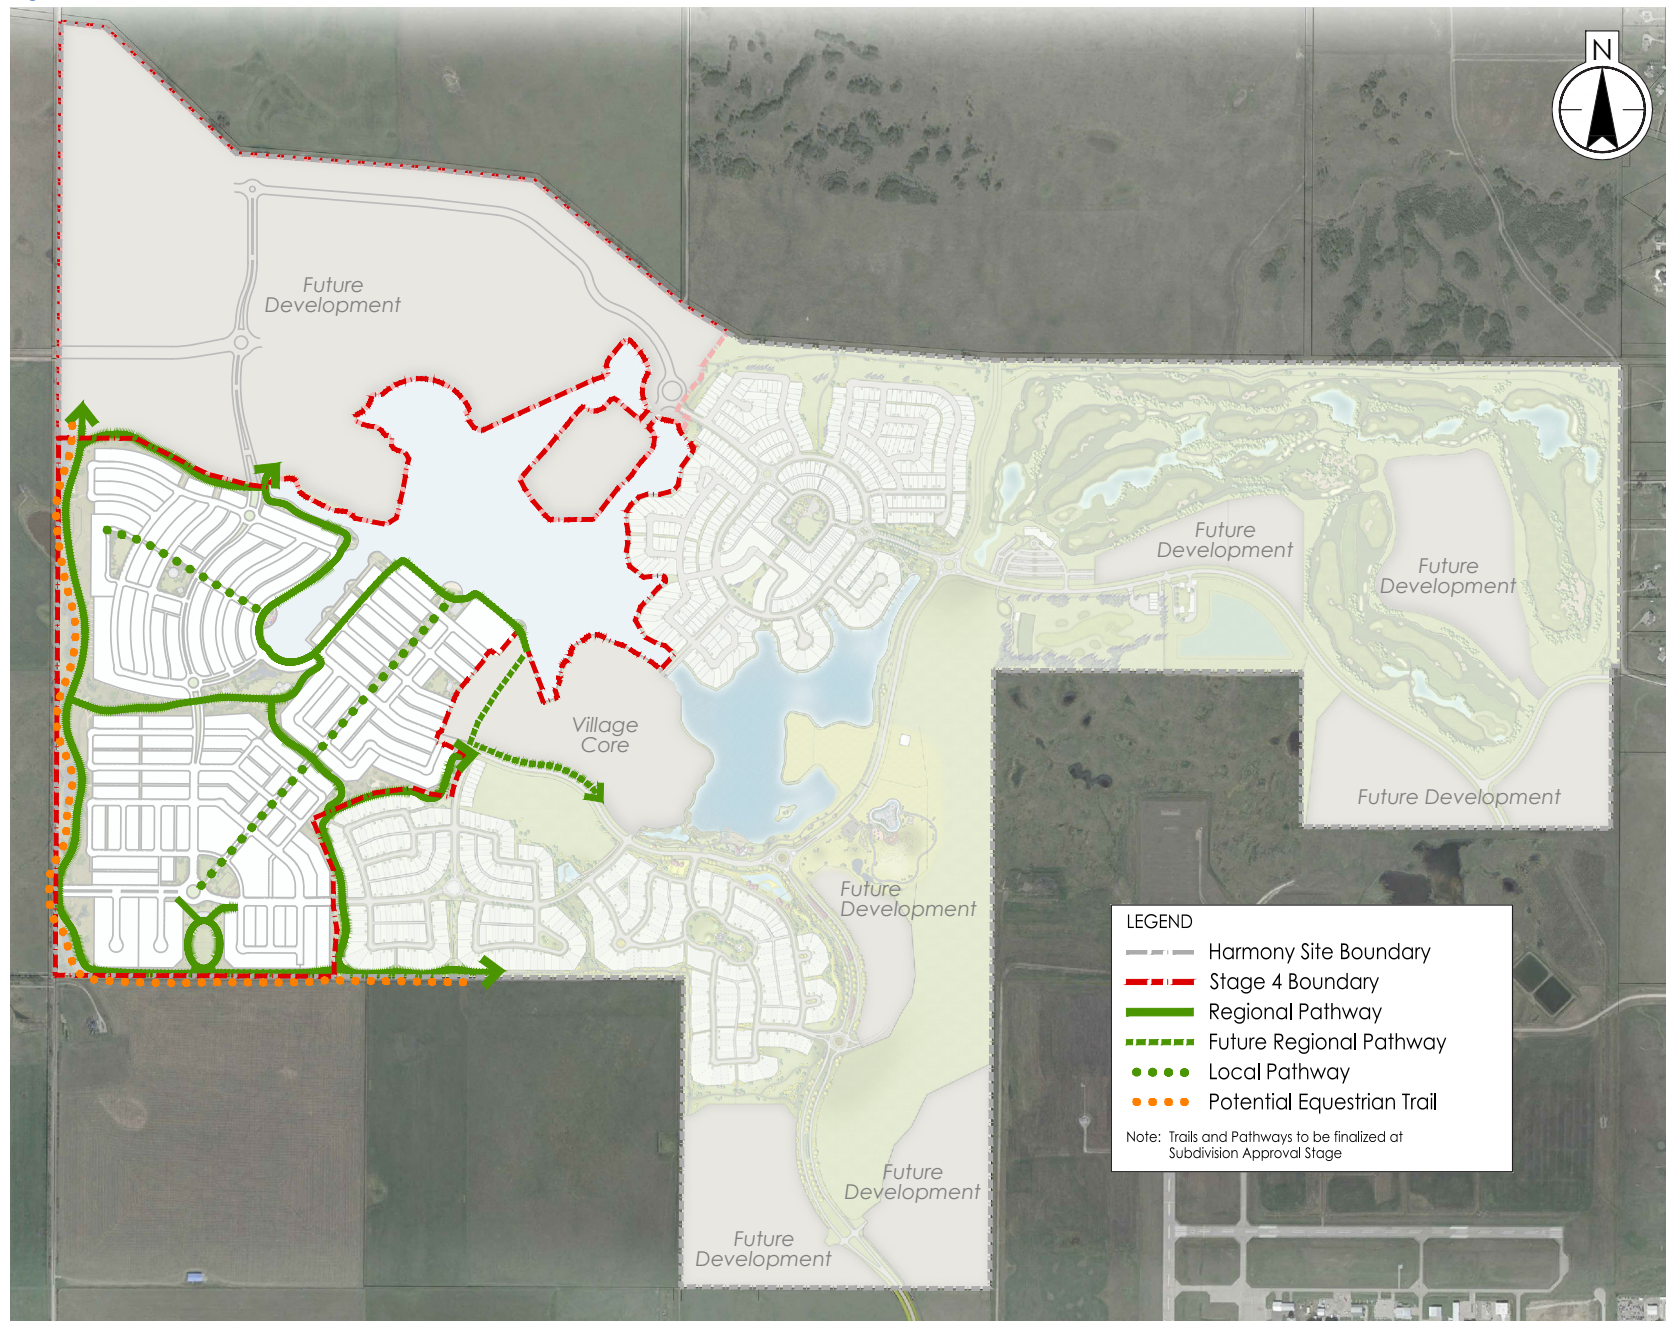 N
Future
Development
Future
Development
Future
Development
Village
Core
Future Development
Future
Development
LEGEND
Harmony Site Boundary
Stage 4 Boundary
Regional Pathway
Future Regional Pathway
Local Pathway
Potential Equestrian Trail
Note: Trails and Pathways to be finalized at
Subdivision Approval Stage
Future
Development
Future
Development